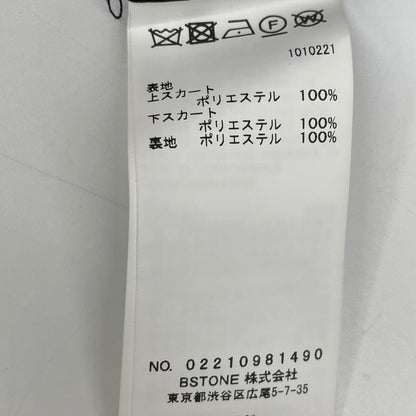 1010221
表地
上スカート
ポリエステル 100%
下スカート
ポリエステル 100%
裏地 ポリエステル 100%
NO. 02210981490
BSTONE 株式会社
東京都渋谷区広尾5-7-35